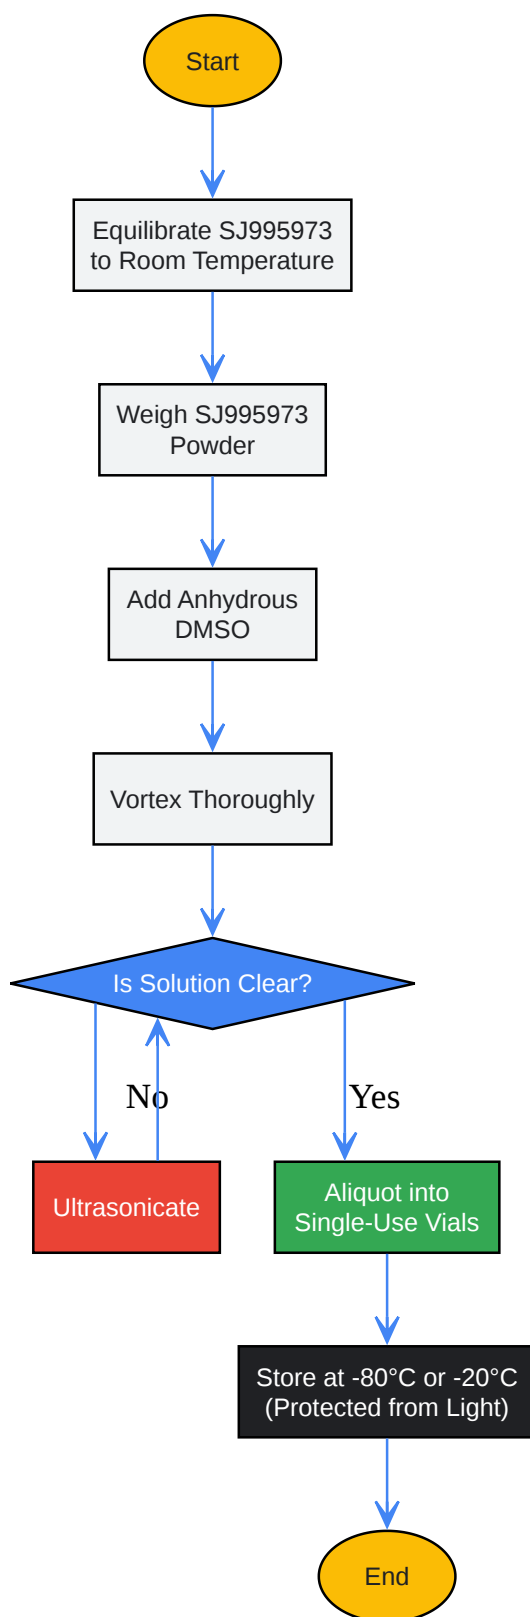 Start
Equilibrate SJ995973
to Room Temperature
Weigh SJ995973
Powder
Add Anhydrous
DMSO
Vortex Thoroughly
Is Solution Clear?
No
Yes
Ultrasonicate
Aliquot into
Single-Use Vials
Store at -80°C or -20°C
(Protected from Light)
End